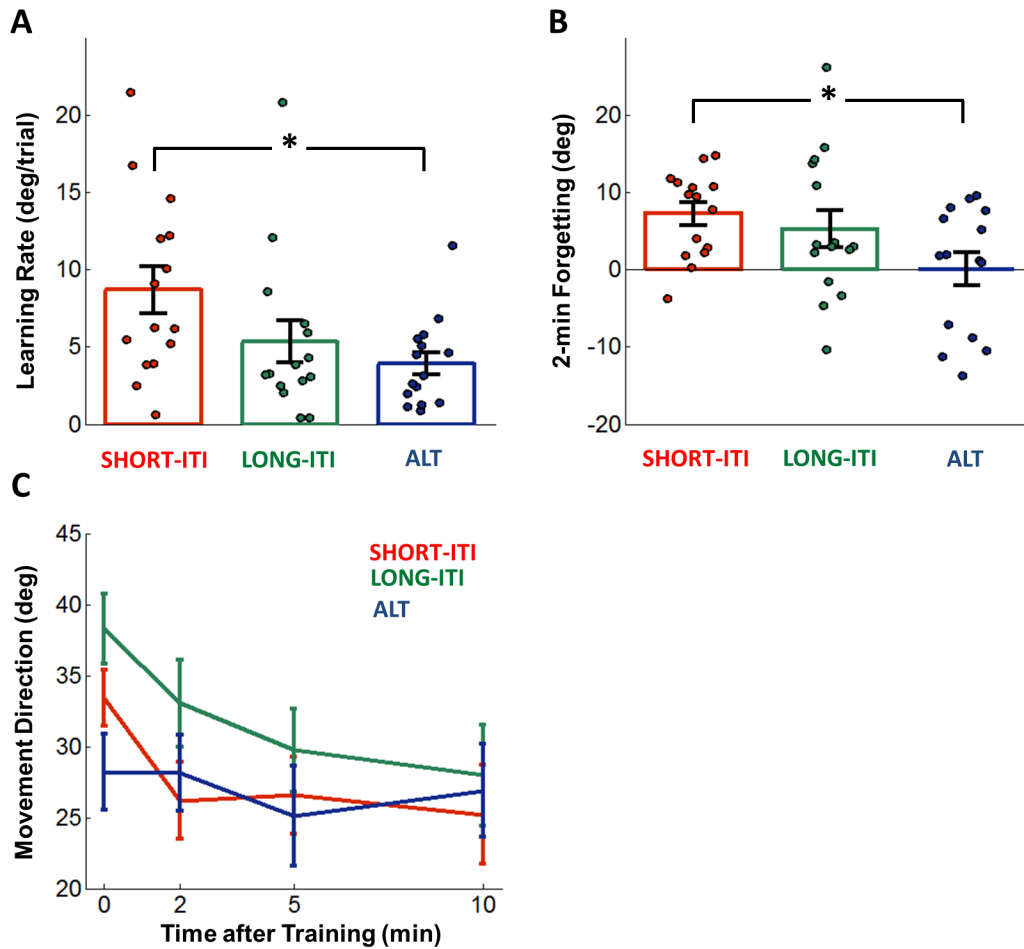 A
Learning Rate (deg/trial)
20
15
10
5
0
*
SHORT-ITI LONG-ITI ALT
B
2-min Forgetting (deg)
20
10
0
-10
-20
*
SHORT-ITI LONG-ITI ALT
C
Movement Direction (deg)
45
40
35
30
25
20
SHORT-ITI
LONG-ITI
ALT
0 2 5 10
Time after Training (min)